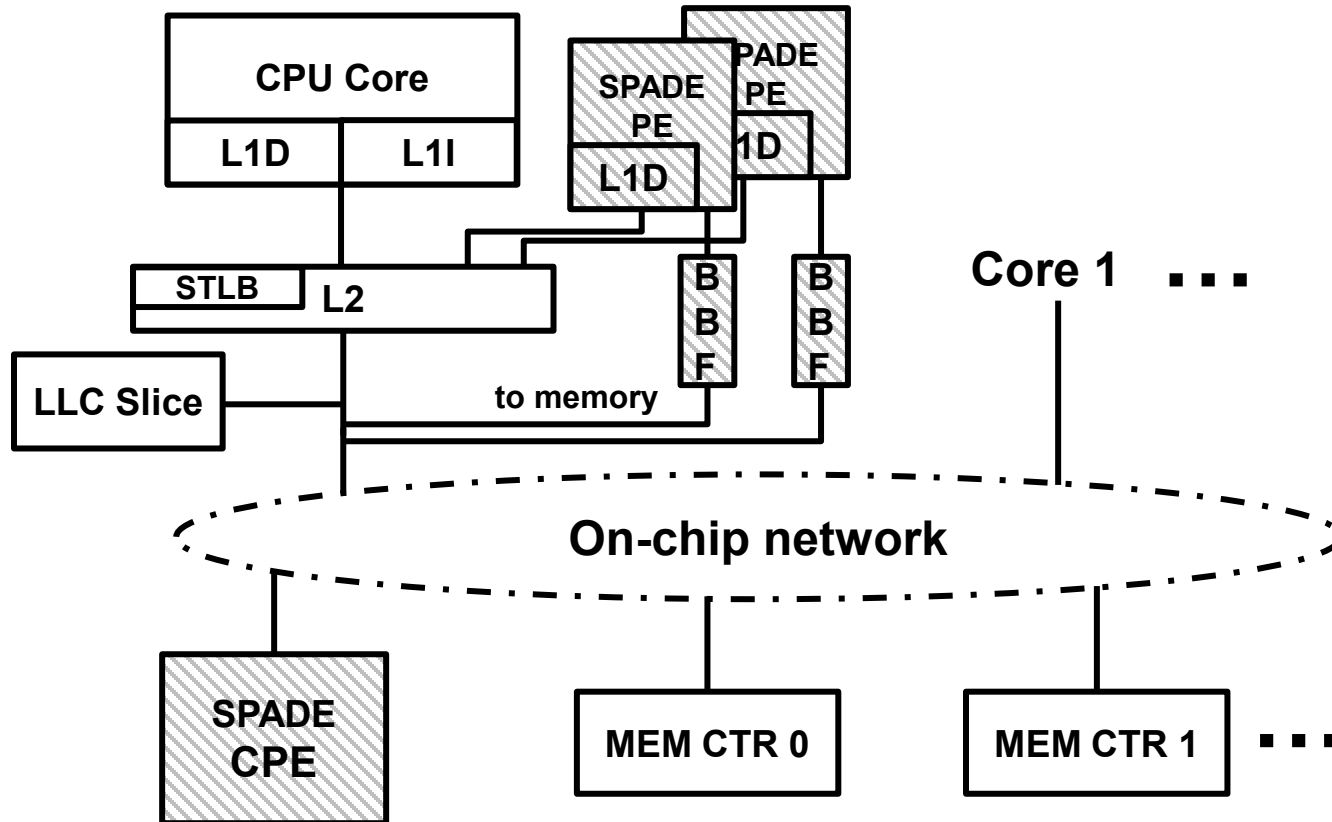 CPU Core
L1D
L1I
SPADE
PE
L1D
PADE
PE
1D
STLB
L2
B
B
F
B
B
F
Core 1 ...
LLC Slice
to memory
On-chip network
SPADE
CPE
MEM CTR 0
MEM CTR 1 ...